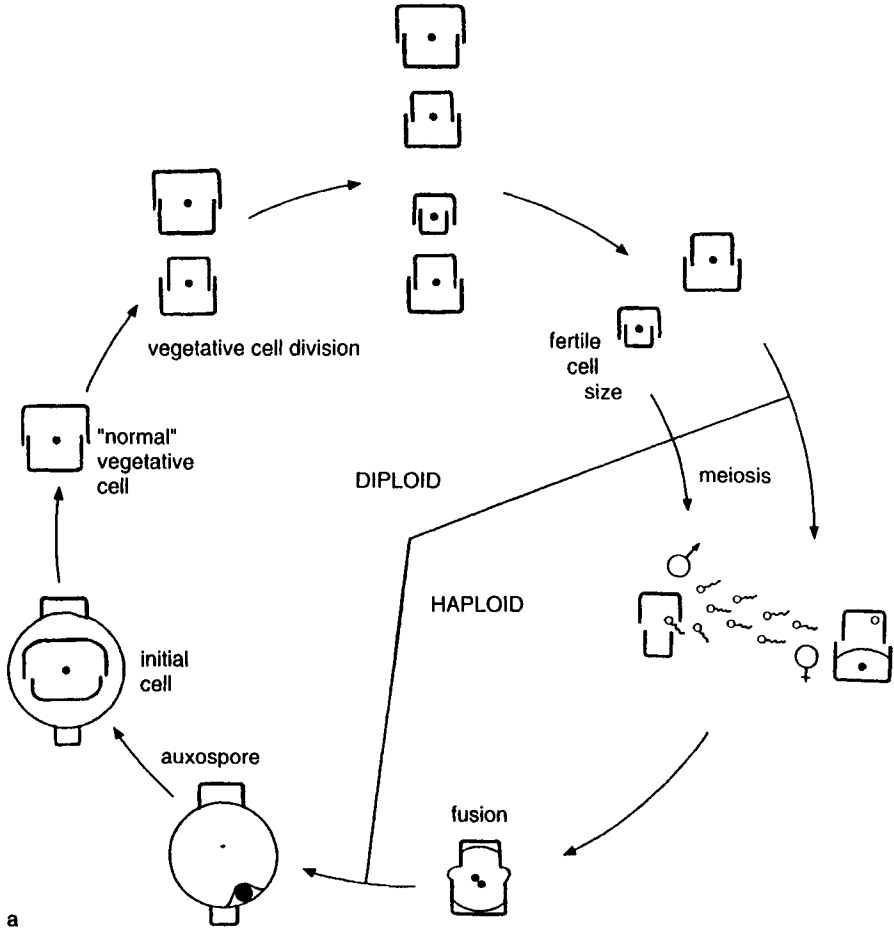 vegetative cell division
fertile
cell
size
"normal"
vegetative
cell
DIPLOID
meiosis
HAPLOID
initial
cell
auxospore
fusion
a